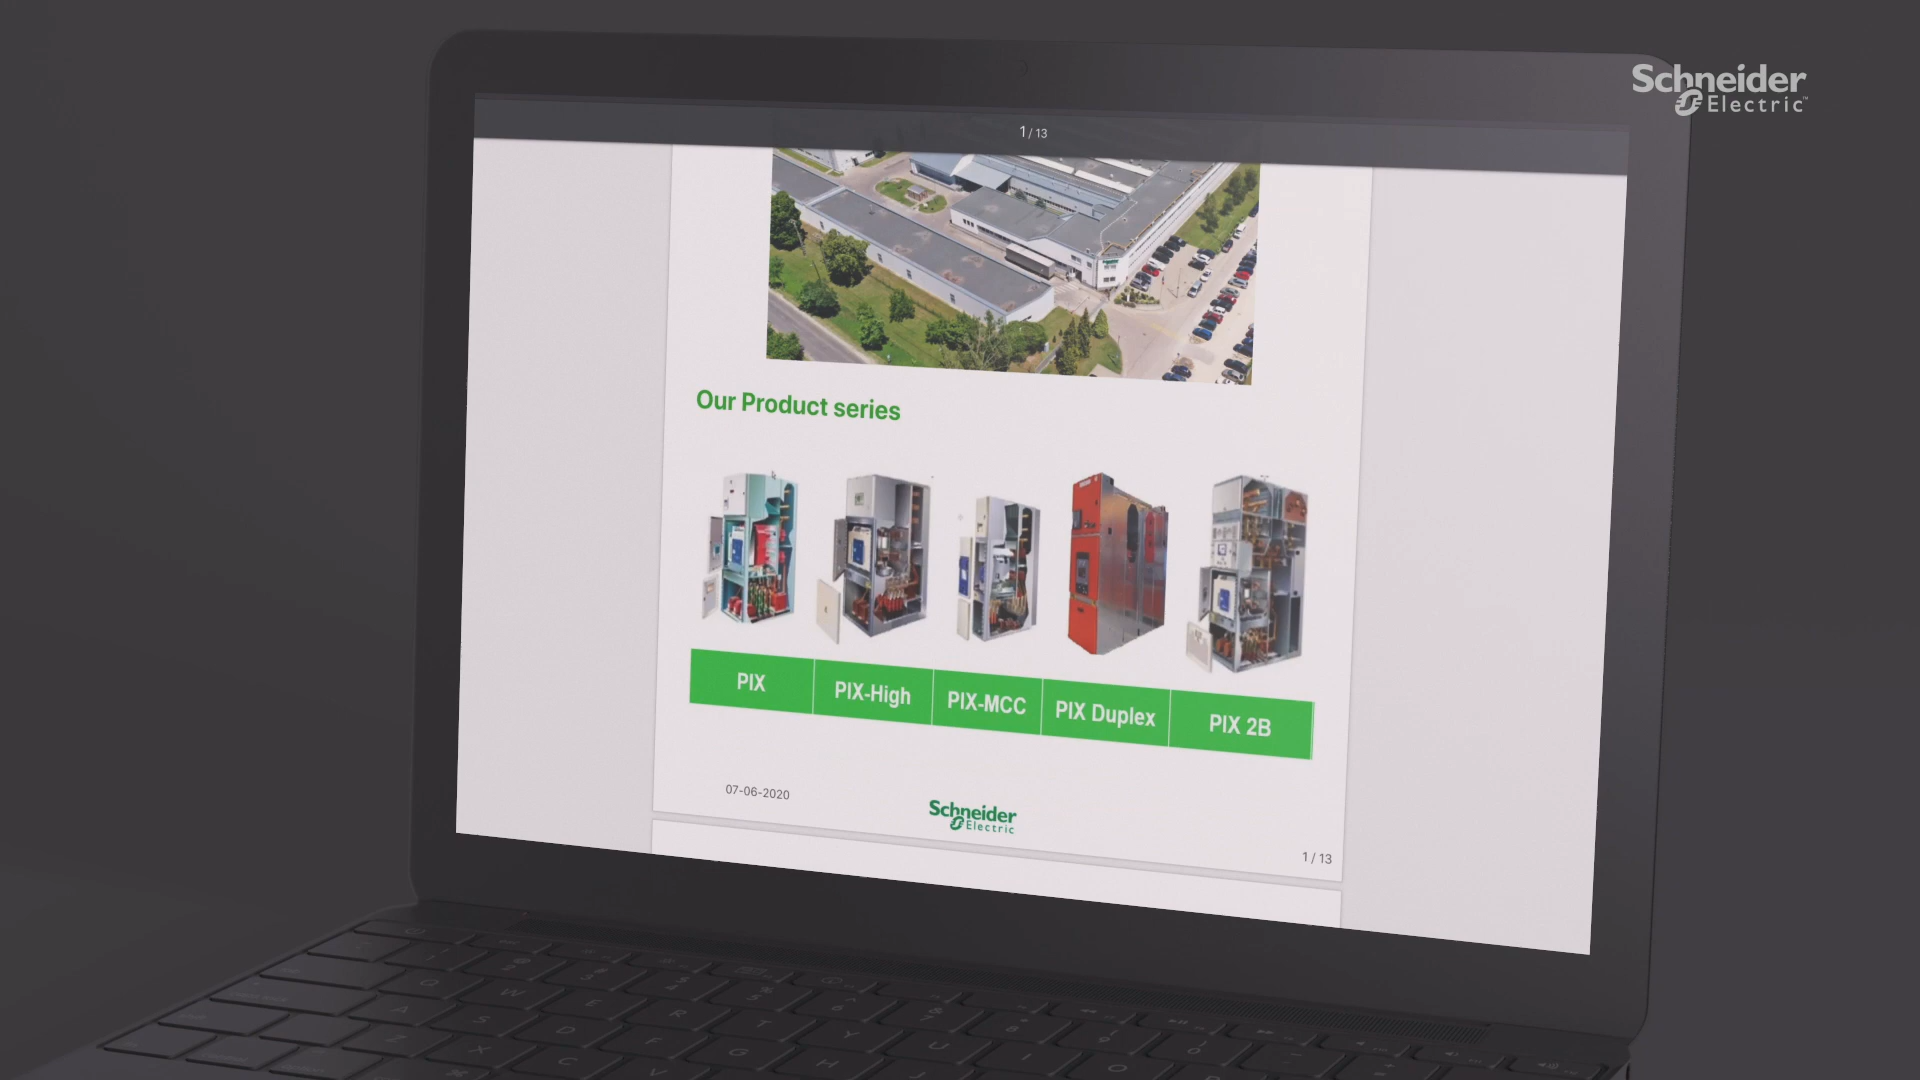 Schneider
Electric™
1 / 13
Our Product series
PIX
PIX-High
PIX-MCC
PIX Duplex
PIX 2B
07-06-2020
Schneider
Electric
1 / 13